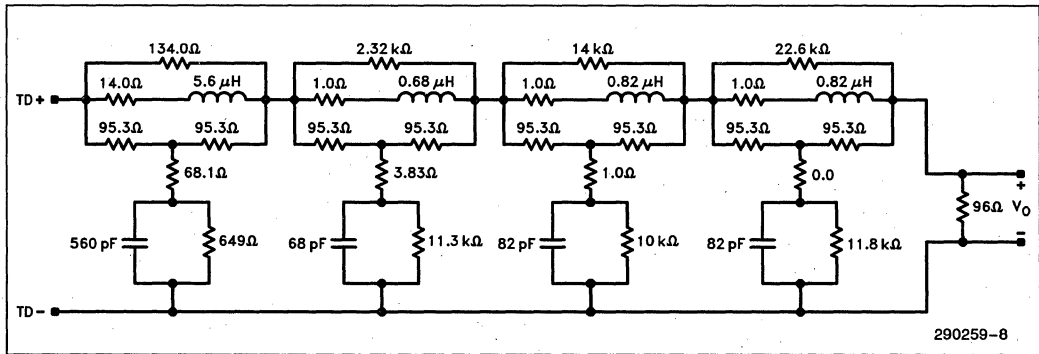 134.0Ω 2.32 kΩ 14 kΩ 22.6 kΩ
14.0Ω 5.6 μH 1.0Ω 0.68 μH 1.0Ω 0.82 μH 1.0Ω 0.82 μH
TD+
95.3Ω 95.3Ω 95.3Ω 95.3Ω 95.3Ω 95.3Ω 95.3Ω 95.3Ω
68.1Ω 3.83Ω 1.0Ω 0.0
+
96Ω VO
−
560 pF 649Ω 68 pF 11.3 kΩ 82 pF 10 kΩ 82 pF 11.8 kΩ
TD−
290259-8